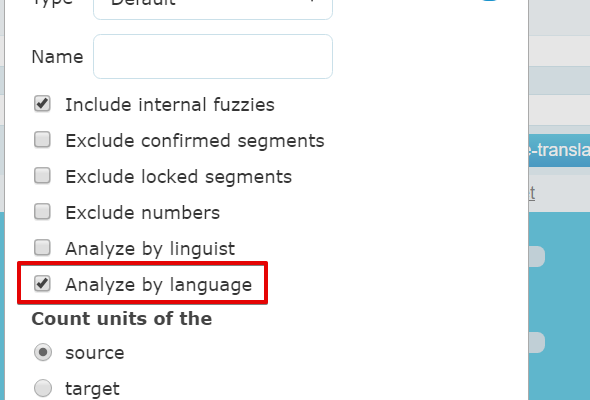 Type Default
Name
Include internal fuzzies
Exclude confirmed segments
Exclude locked segments
Exclude numbers
Analyze by linguist
Analyze by language
Count units of the
source
target
e-transla
t